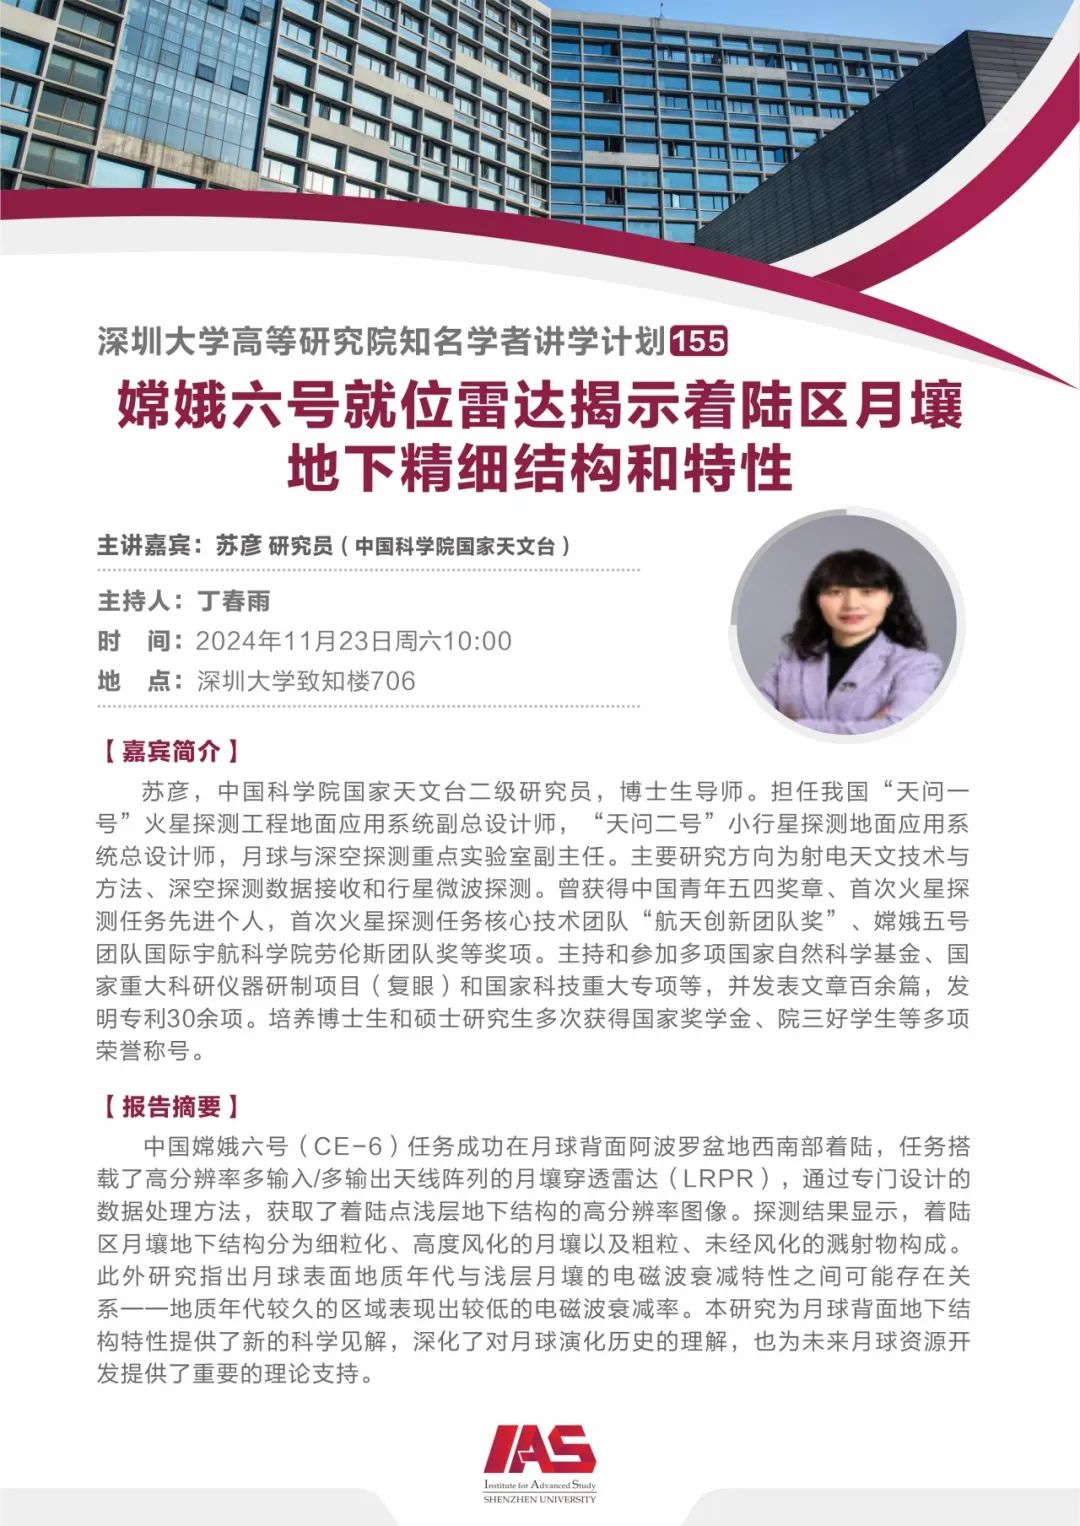 深圳大学高等研究院知名学者讲学计划155
嫦娥六号就位雷达揭示着陆区月壤
地下精细结构和特性
主讲嘉宾：苏彦 研究员（中国科学院国家天文台）
主持人：丁春雨
时　间：2024年11月23日周六10:00
地　点：深圳大学致知楼706
【嘉宾简介】
苏彦，中国科学院国家天文台二级研究员，博士生导师。担任我国“天问一
号”火星探测工程地面应用系统副总设计师，“天问二号”小行星探测地面应用系
统总设计师，月球与深空探测重点实验室副主任。主要研究方向为射电天文技术与
方法、深空探测数据接收和行星微波探测。曾获得中国青年五四奖章、首次火星探
测任务先进个人，首次火星探测任务核心技术团队“航天创新团队奖”、嫦娥五号
团队国际宇航科学院劳伦斯团队奖等奖项。主持和参加多项国家自然科学基金、国
家重大科研仪器研制项目（复眼）和国家科技重大专项等，并发表文章百余篇，发
明专利30余项。培养博士生和硕士研究生多次获得国家奖学金、院三好学生等多项
荣誉称号。
【报告摘要】
中国嫦娥六号（CE-6）任务成功在月球背面阿波罗盆地西南部着陆，任务搭
载了高分辨率多输入/多输出天线阵列的月壤穿透雷达（LRPR），通过专门设计的
数据处理方法，获取了着陆点浅层地下结构的高分辨率图像。探测结果显示，着陆
区月壤地下结构分为细粒化、高度风化的月壤以及粗粒、未经风化的溅射物构成。
此外研究指出月球表面地质年代与浅层月壤的电磁波衰减特性之间可能存在关
系——地质年代较久的区域表现出较低的电磁波衰减率。本研究为月球背面地下结
构特性提供了新的科学见解，深化了对月球演化历史的理解，也为未来月球资源开
发提供了重要的理论支持。
IAS
Institute for Advanced Study
SHENZHEN UNIVERSITY